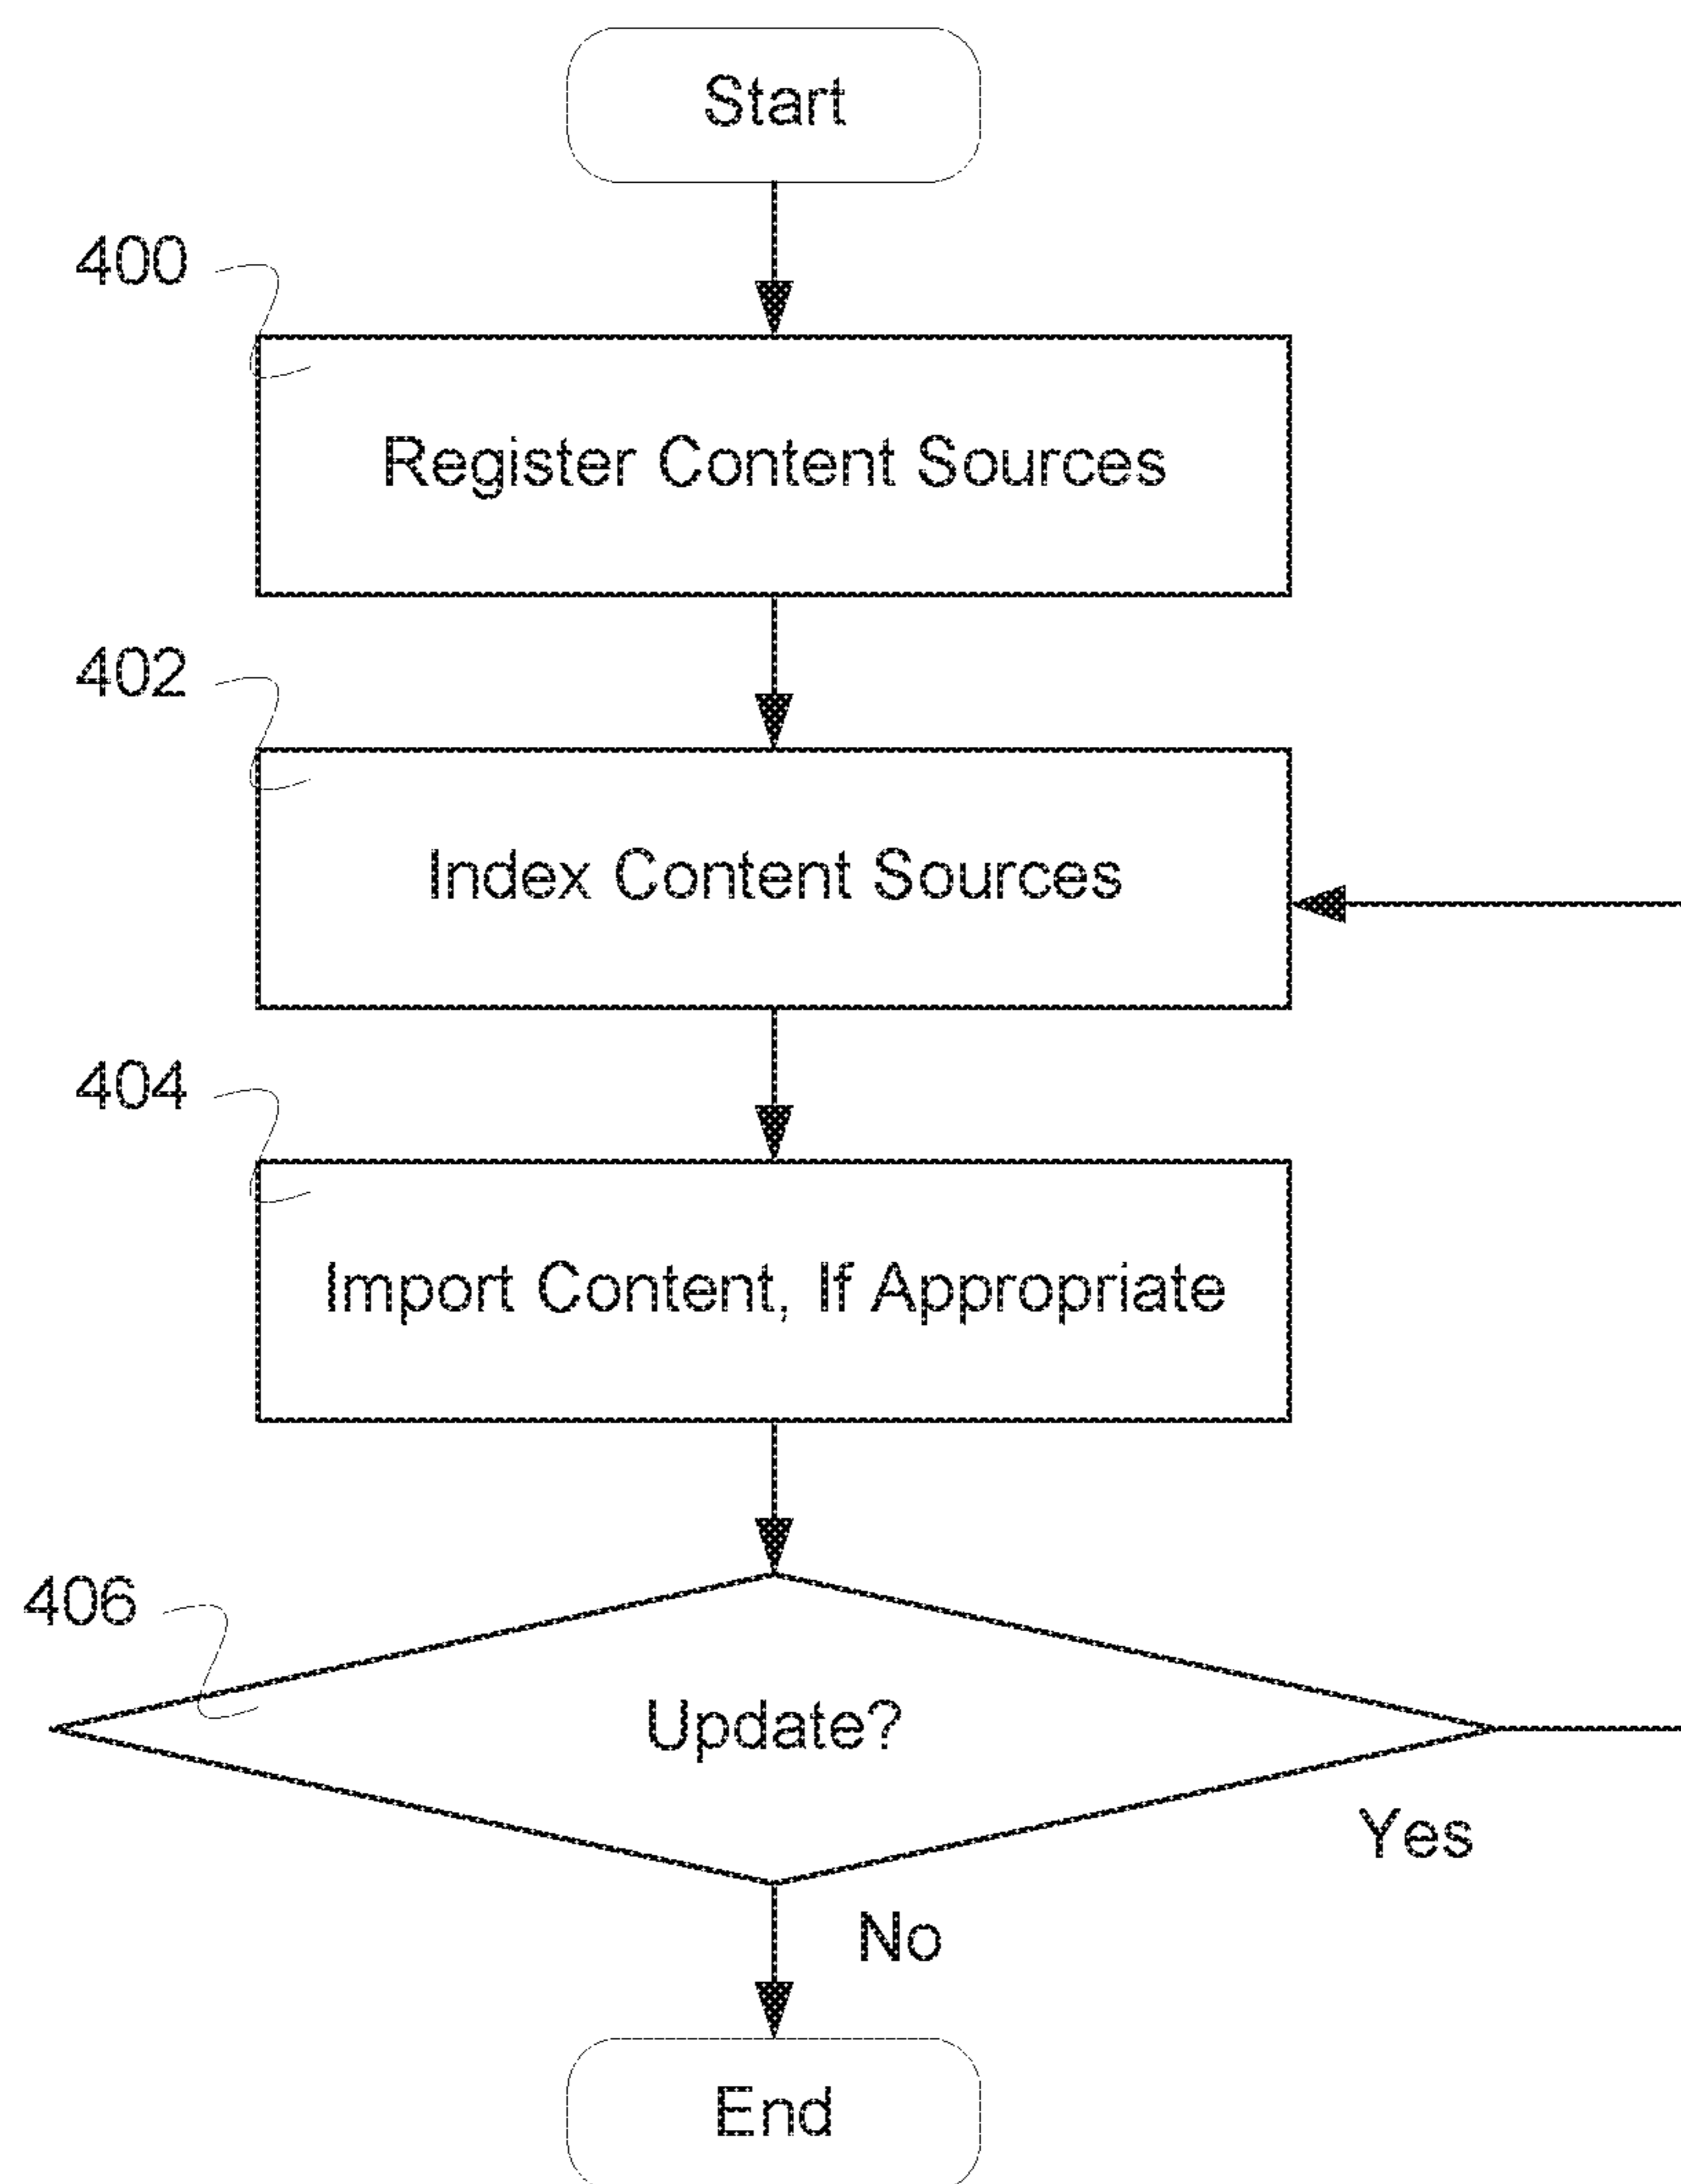 Start
400
Register Content Sources
402
Index Content Sources
404
Import Content, If Appropriate
406
Update?
Yes
No
End